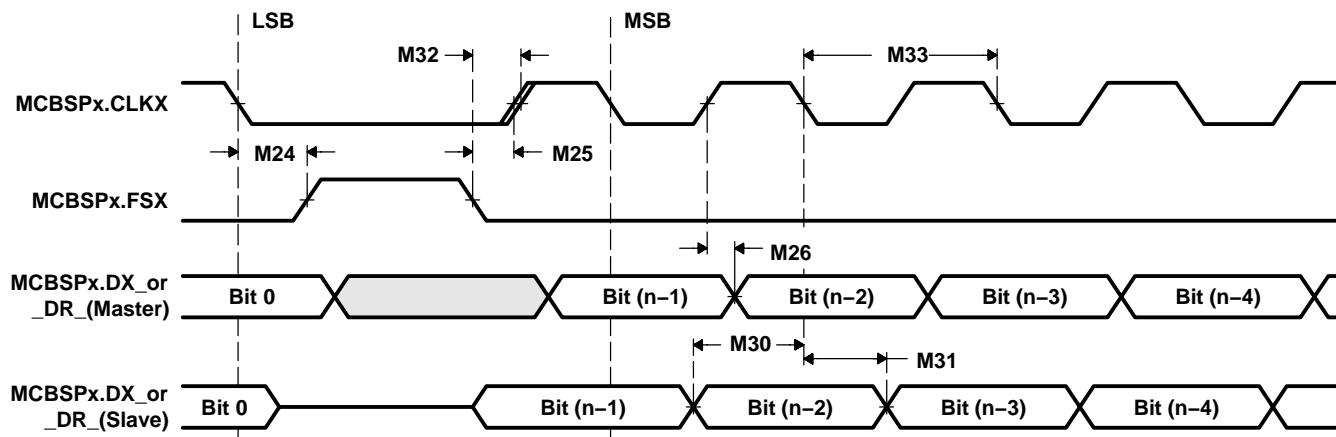 LSB
MSB
M32
M33
MCBSPx.CLKX
M24
M25
MCBSPx.FSX
M26
MCBSPx.DX_or
_DR_(Master)
Bit 0
Bit (n−1)
Bit (n−2)
Bit (n−3)
Bit (n−4)
M30
M31
MCBSPx.DX_or
_DR_(Slave)
Bit 0
Bit (n−1)
Bit (n−2)
Bit (n−3)
Bit (n−4)